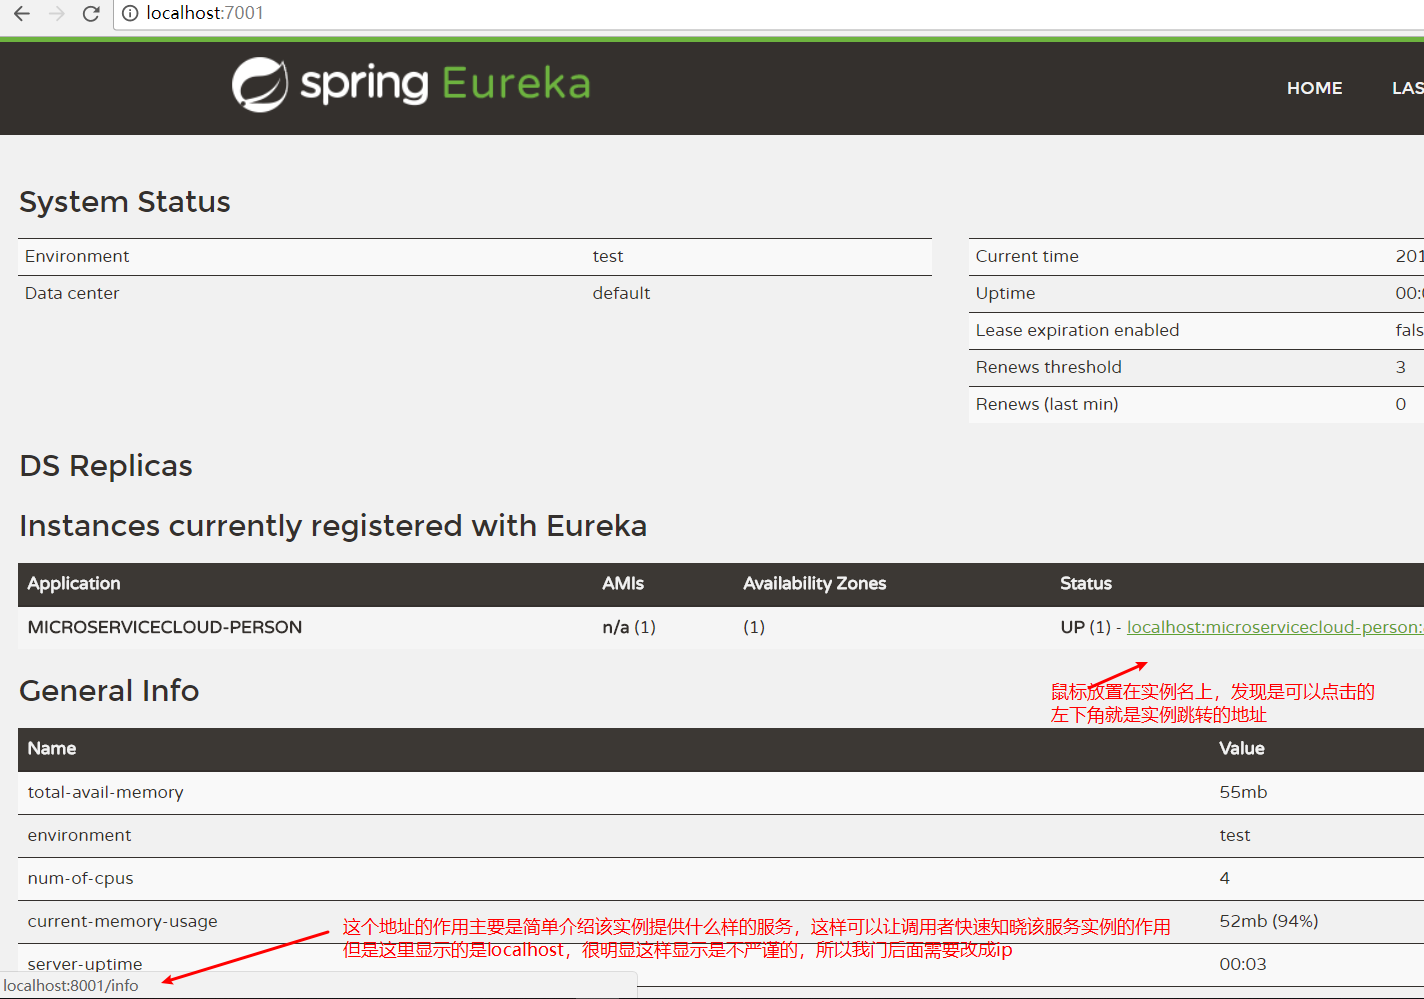 localhost:7001
spring Eureka
HOME LAS
System Status
Environment test
Data center default
Current time 201
Uptime 00:
Lease expiration enabled fals
Renews threshold 3
Renews (last min) 0
DS Replicas
Instances currently registered with Eureka
Application AMIs Availability Zones Status
MICROSERVICECLOUD-PERSON n/a (1) (1) UP (1) - localhost:microservicecloud-person:
鼠标放置在实例名上，发现是可以点击的
左下角就是实例跳转的地址
General Info
Name Value
total-avail-memory 55mb
environment test
num-of-cpus 4
current-memory-usage 52mb (94%)
这个地址的作用主要是简单介绍该实例提供什么样的服务，这样可以让调用者快速知晓该服务实例的作用
但是这里显示的是localhost，很明显这样显示是不严谨的，所以我门后面需要改成ip
server-uptime 00:03
localhost:8001/info